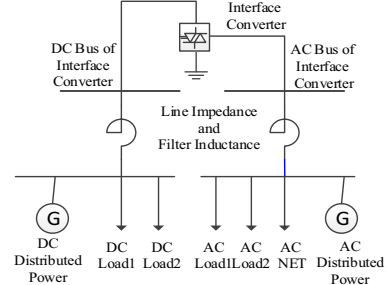 Interface
Converter
DC Bus of
Interface
Converter
AC Bus of
Interface
Converter
Line Impedance
and
Filter Inductance
G
G
DC
Distributed
Power
DC
Load1
DC
Load2
AC
Load1
AC
Load2
AC
NET
AC
Distributed
Power